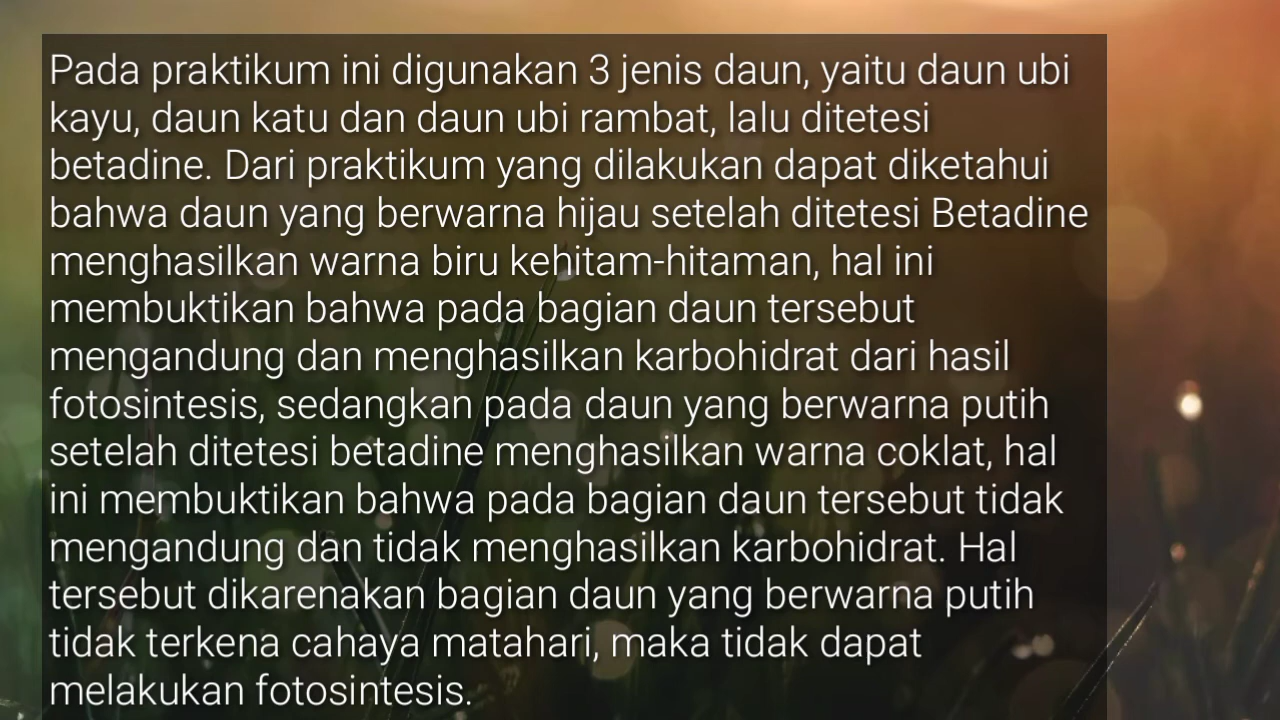 Pada praktikum ini digunakan 3 jenis daun, yaitu daun ubi
kayu, daun katu dan daun ubi rambat, lalu ditetesi
betadine. Dari praktikum yang dilakukan dapat diketahui
bahwa daun yang berwarna hijau setelah ditetesi Betadine
menghasilkan warna biru kehitam-hitaman, hal ini
membuktikan bahwa pada bagian daun tersebut
mengandung dan menghasilkan karbohidrat dari hasil
fotosintesis, sedangkan pada daun yang berwarna putih
setelah ditetesi betadine menghasilkan warna coklat, hal
ini membuktikan bahwa pada bagian daun tersebut tidak
mengandung dan tidak menghasilkan karbohidrat. Hal
tersebut dikarenakan bagian daun yang berwarna putih
tidak terkena cahaya matahari, maka tidak dapat
melakukan fotosintesis.